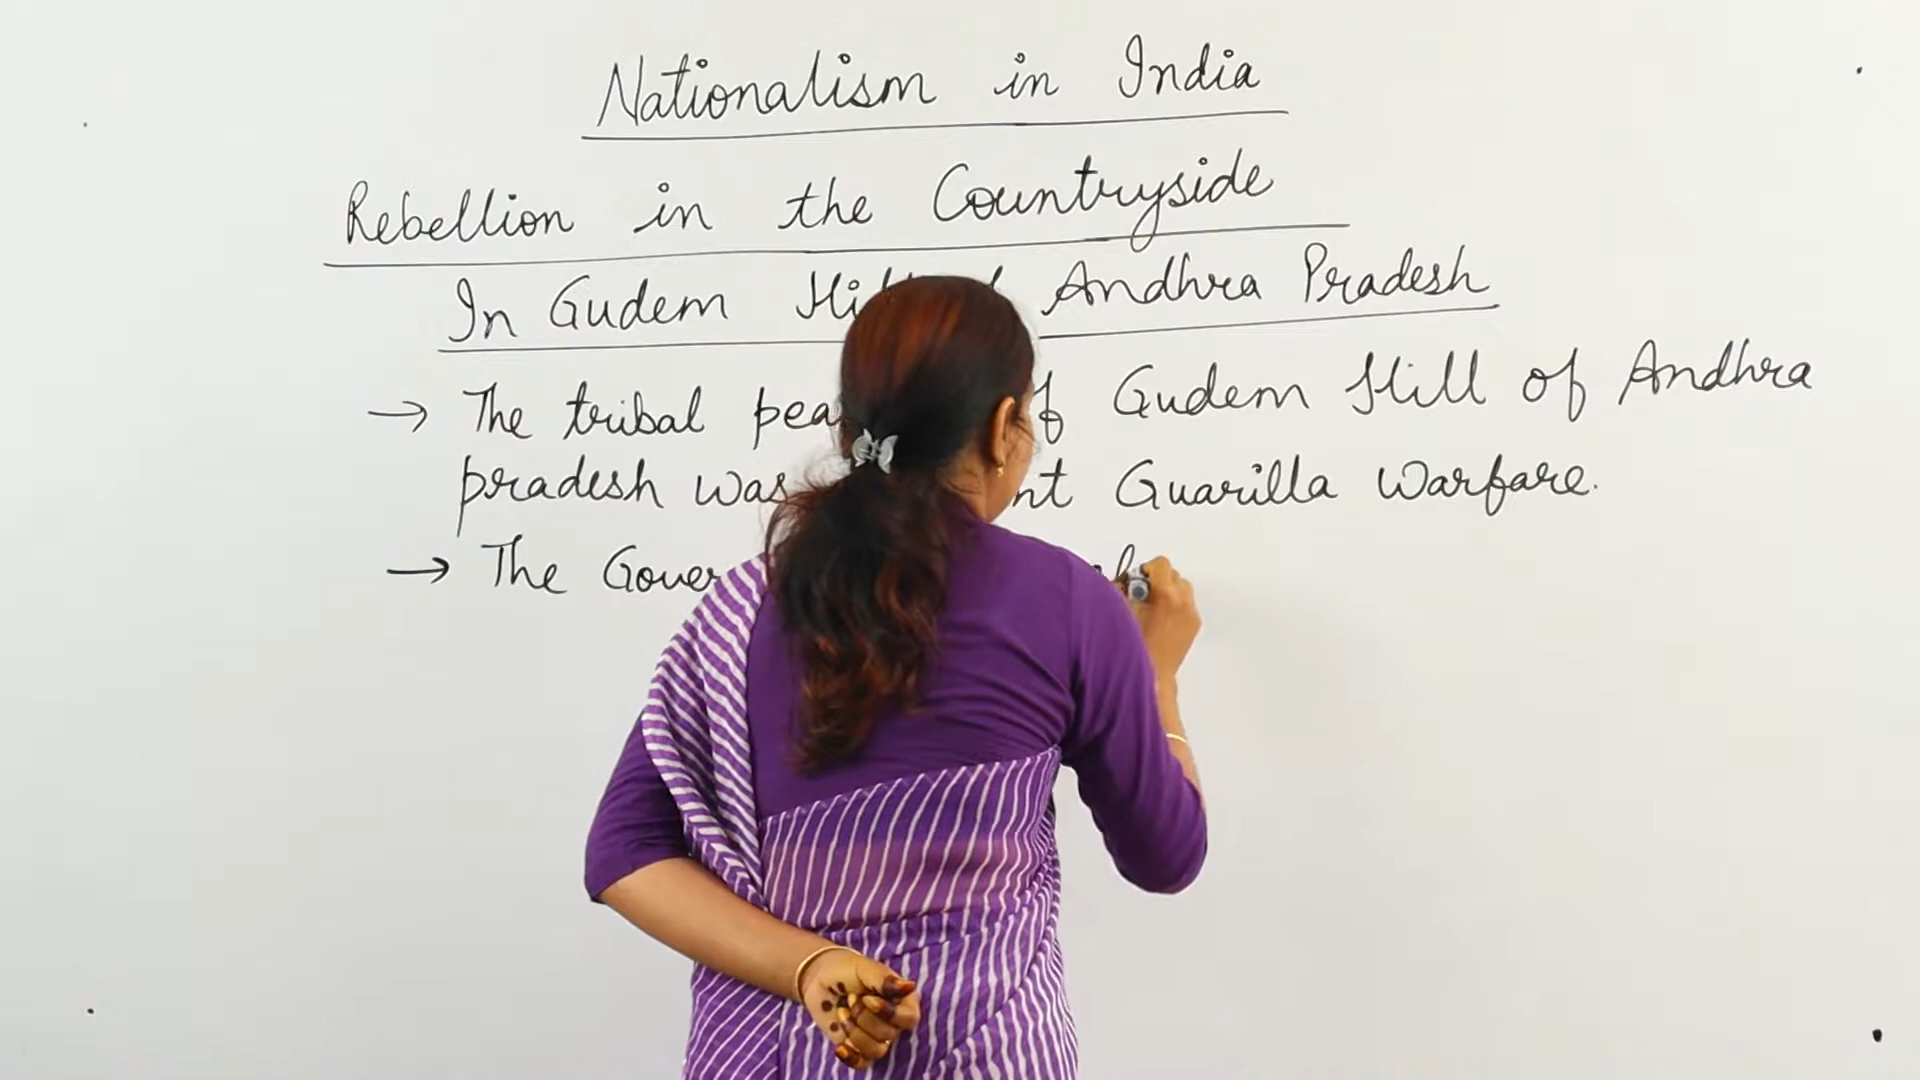 Nationalism in India
Rebellion in the Countryside
In Gudem Andhra Pradesh
→ The tribal Gudem Hill of Andhra
pradesh was Guarilla Warfare.
→ The